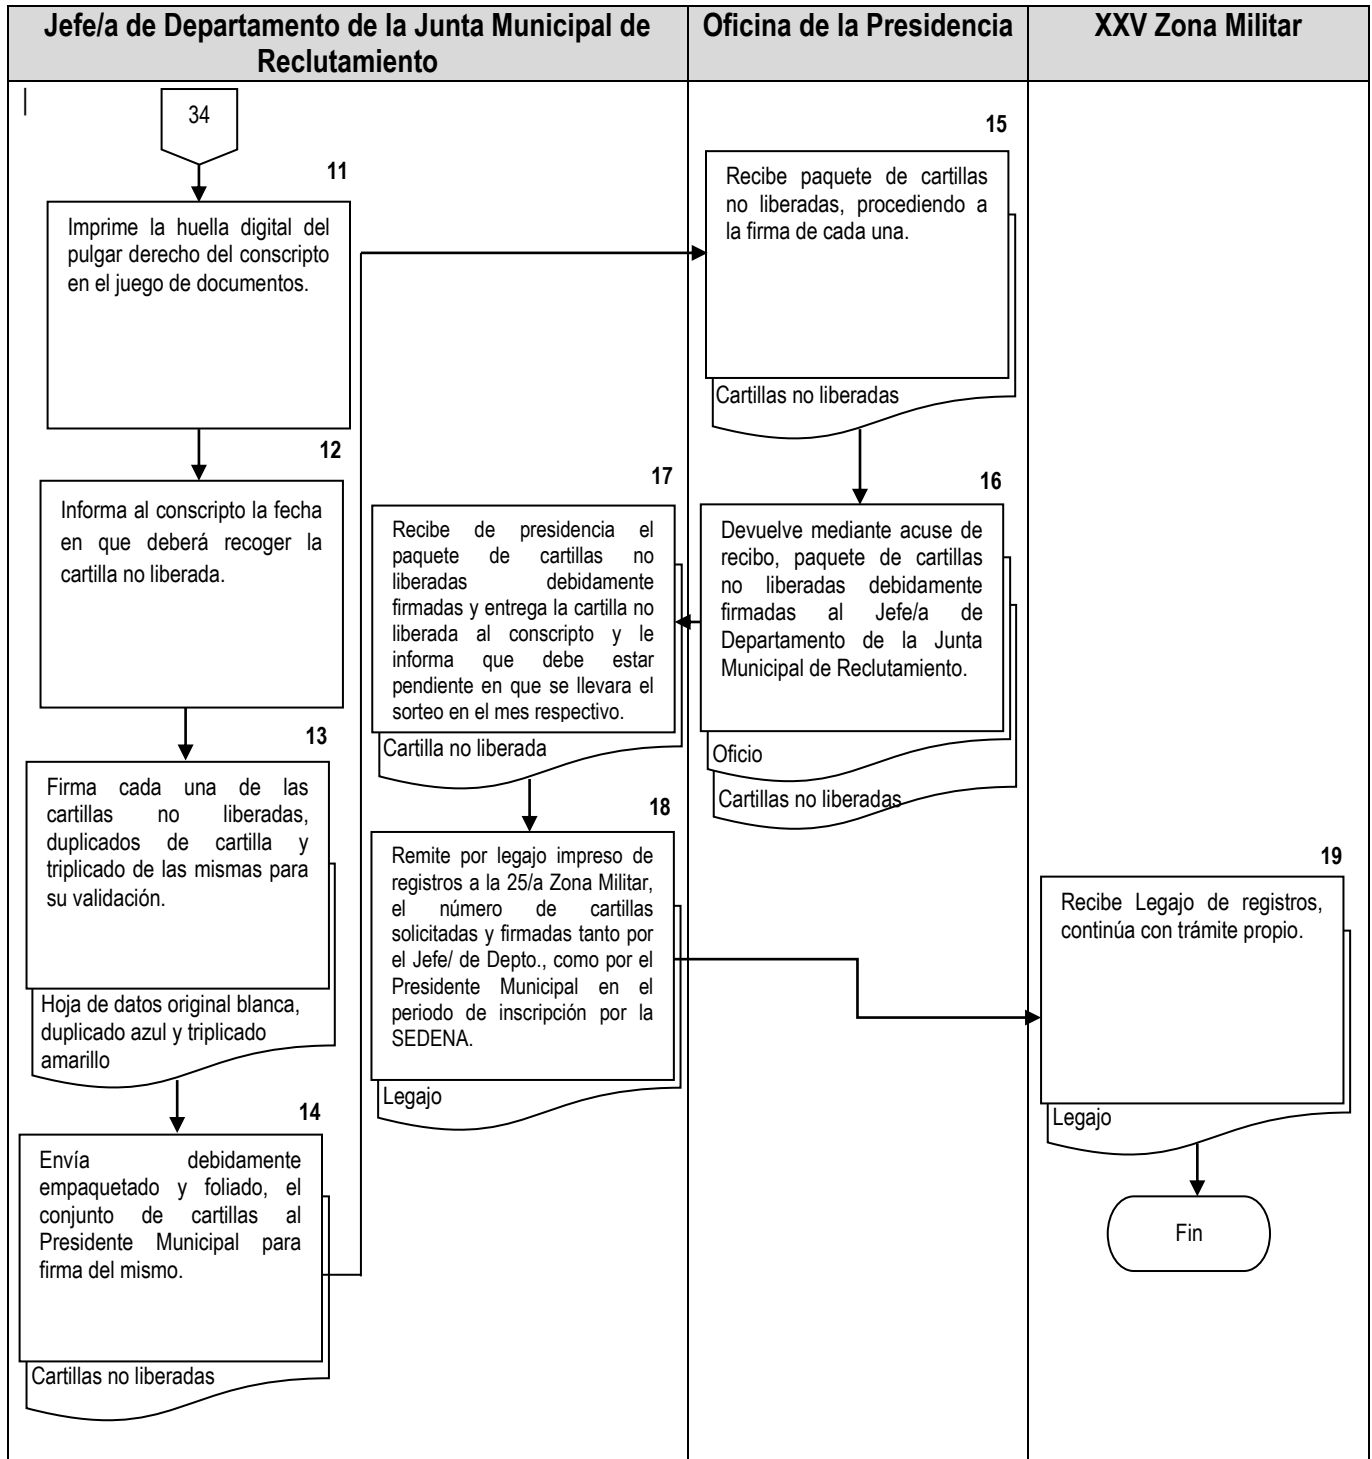 Jefe/a de Departamento de la Junta Municipal de
Reclutamiento
Oficina de la Presidencia
XXV Zona Militar
34
11
Imprime la huella digital del
pulgar derecho del conscripto
en el juego de documentos.
12
Informa al conscripto la fecha
en que deberá recoger la
cartilla no liberada.
13
Firma cada una de las
cartillas no liberadas,
duplicados de cartilla y
triplicado de las mismas para
su validación.
Hoja de datos original blanca,
duplicado azul y triplicado
amarillo
14
Envía debidamente
empaquetado y foliado, el
conjunto de cartillas al
Presidente Municipal para
firma del mismo.
Cartillas no liberadas
15
Recibe paquete de cartillas
no liberadas, procediendo a
la firma de cada una.
Cartillas no liberadas
16
Devuelve mediante acuse de
recibo, paquete de cartillas
no liberadas debidamente
firmadas al Jefe/a de
Departamento de la Junta
Municipal de Reclutamiento.
Oficio
Cartillas no liberadas
17
Recibe de presidencia el
paquete de cartillas no
liberadas debidamente
firmadas y entrega la cartilla no
liberada al conscripto y le
informa que debe estar
pendiente en que se llevara el
sorteo en el mes respectivo.
Cartilla no liberada
18
Remite por legajo impreso de
registros a la 25/a Zona Militar,
el número de cartillas
solicitadas y firmadas tanto por
el Jefe/ de Depto., como por el
Presidente Municipal en el
periodo de inscripción por la
SEDENA.
Legajo
19
Recibe Legajo de registros,
continúa con trámite propio.
Legajo
Fin